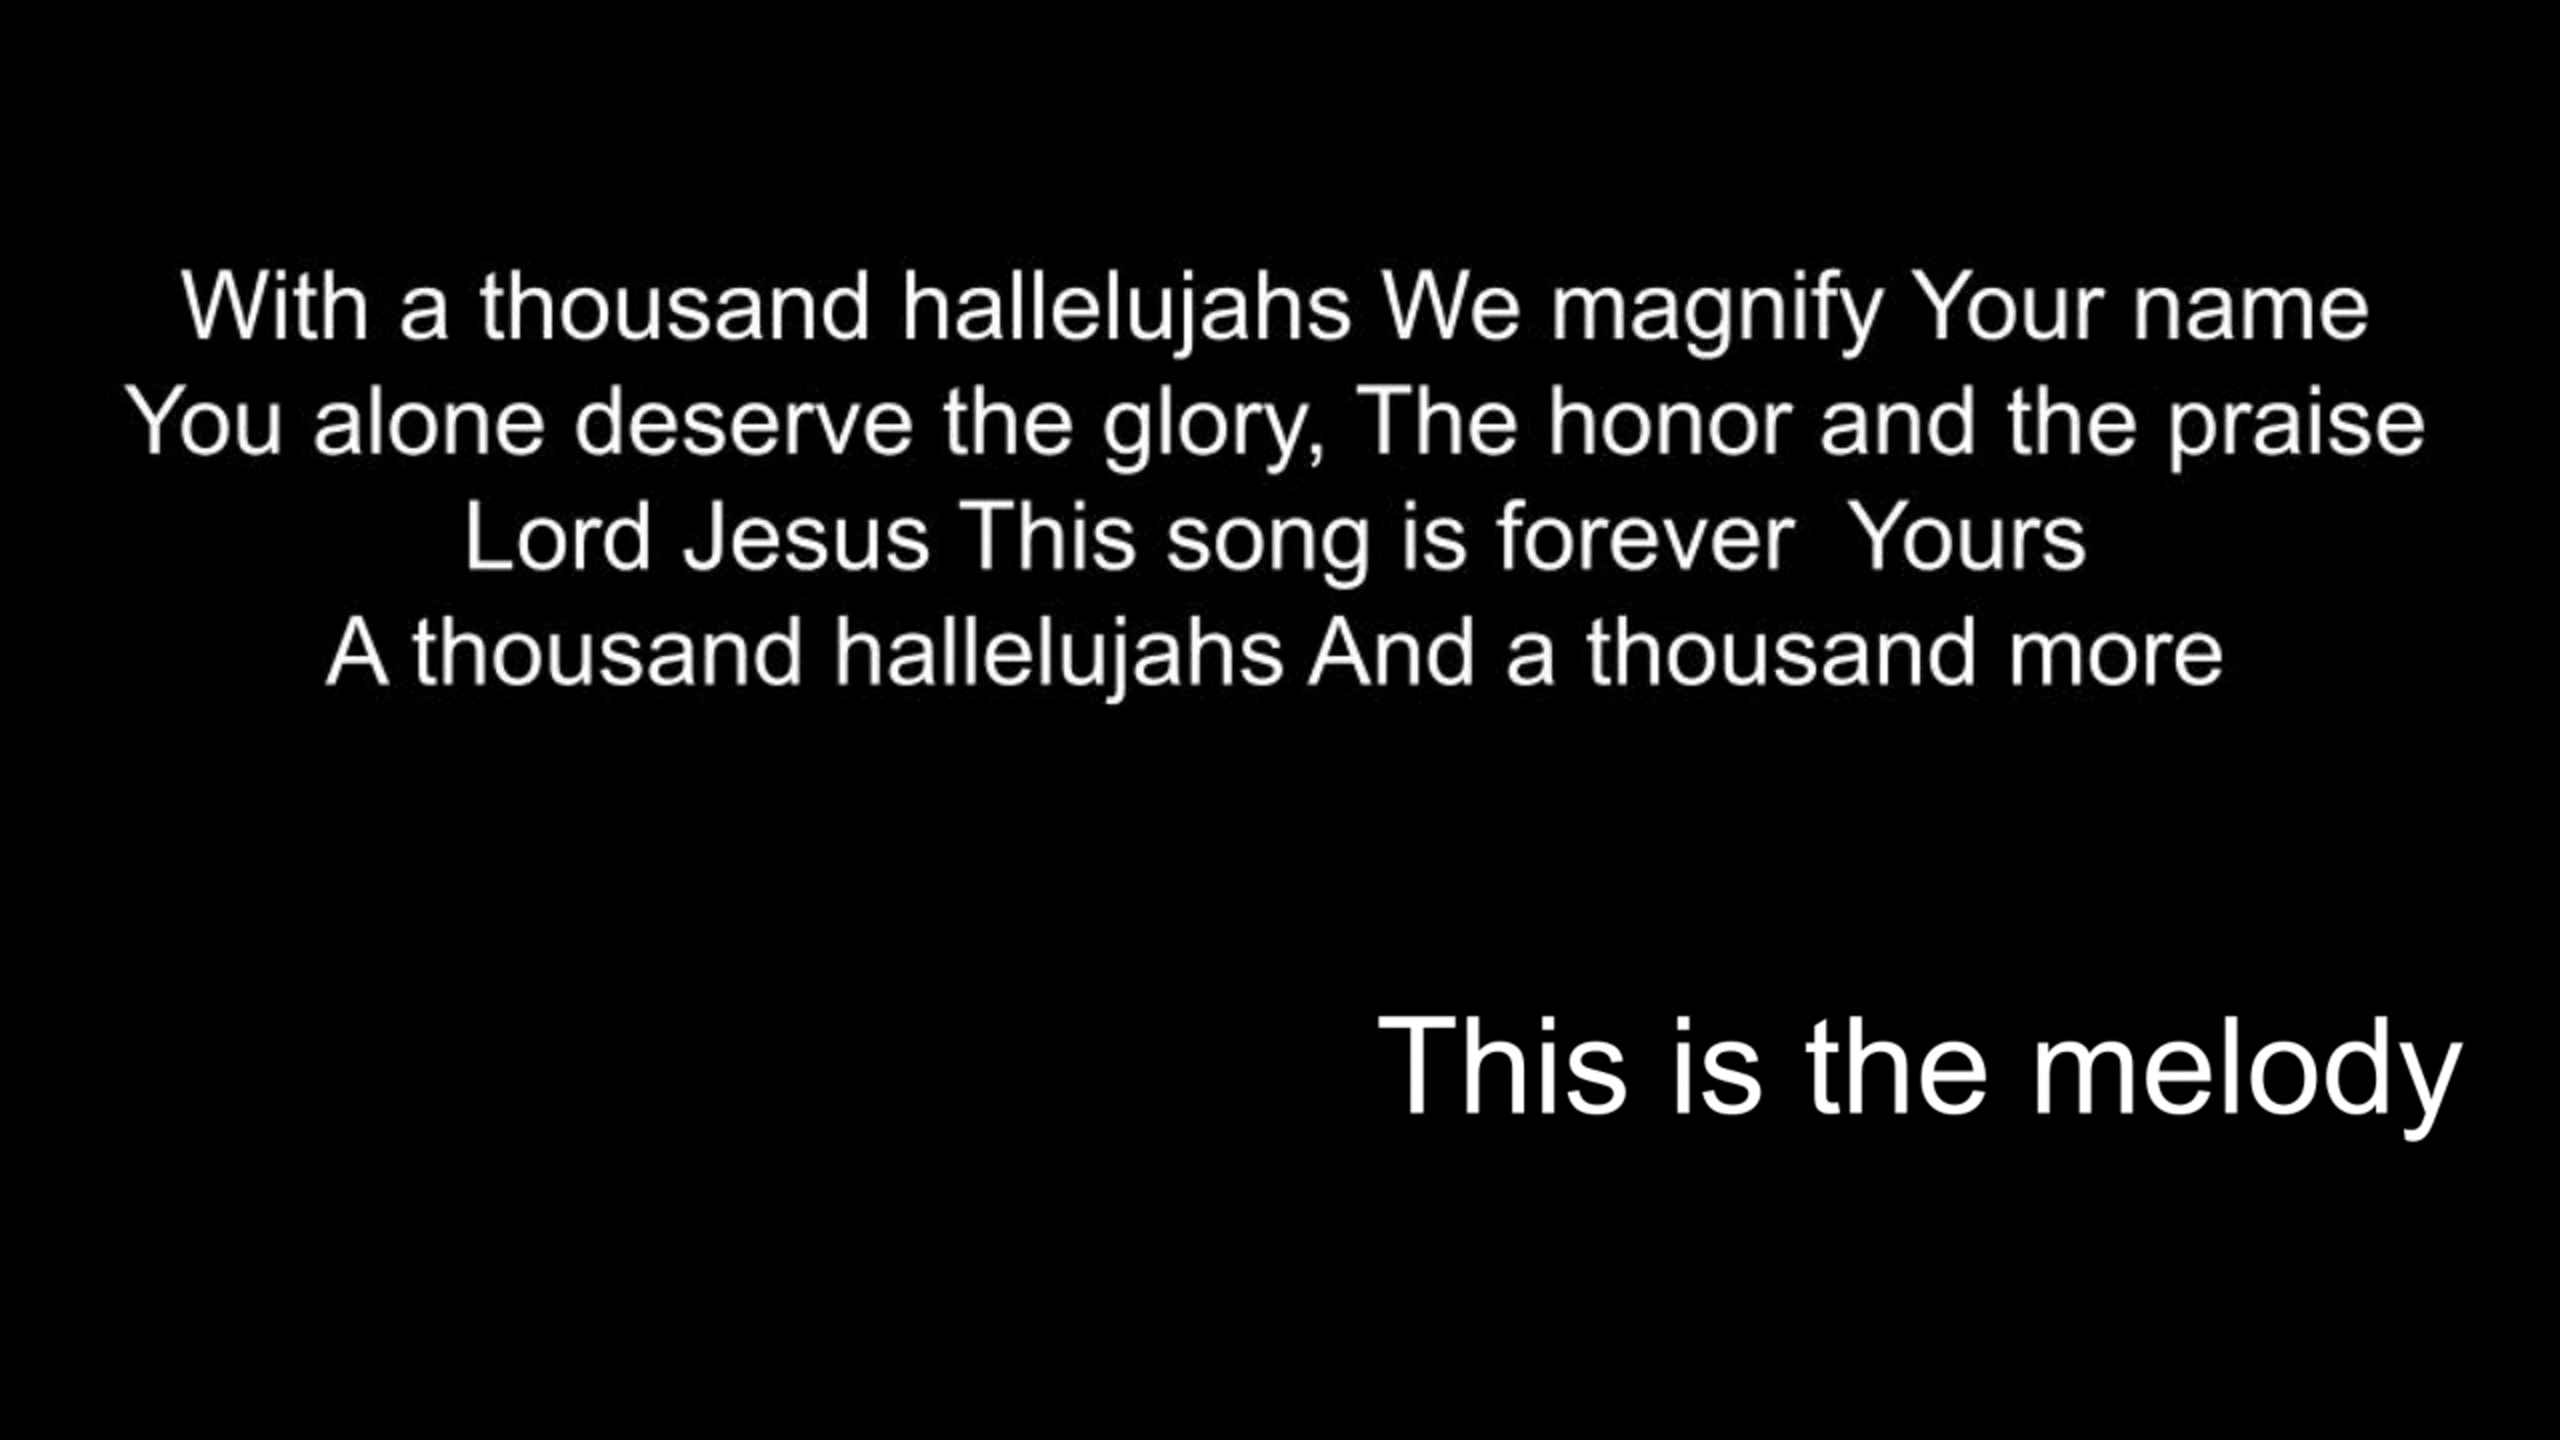 With a thousand hallelujahs We magnify Your name
You alone deserve the glory, The honor and the praise
Lord Jesus This song is forever  Yours
A thousand hallelujahs And a thousand more
This is the melody